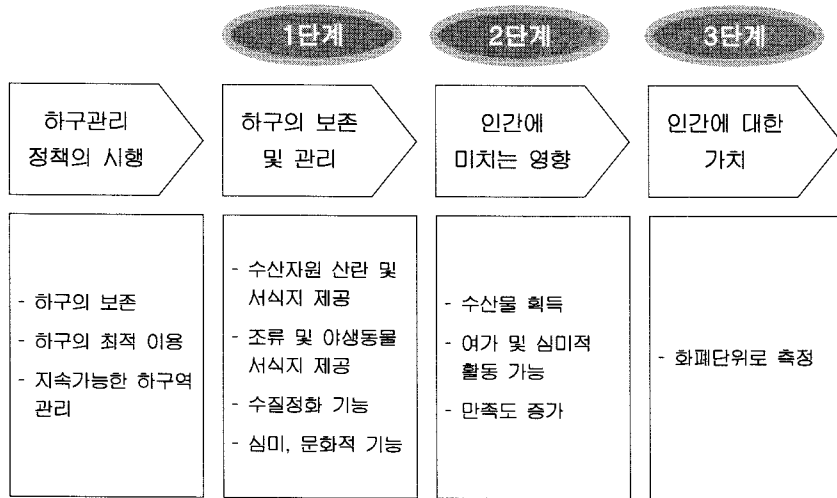 1단계
2단계
3단계
하구관리
정책의 시행
하구의 보존
및 관리
인간에
미치는 영향
인간에 대한
가치
- 하구의 보존
- 하구의 최적 이용
- 지속가능한 하구역
관리
- 수산자원 산란 및
서식지 제공
- 조류 및 야생동물
서식지 제공
- 수질정화 기능
- 심미, 문화적 기능
- 수산물 획득
- 여가 및 심미적
활동 가능
- 만족도 증가
- 화폐단위로 측정